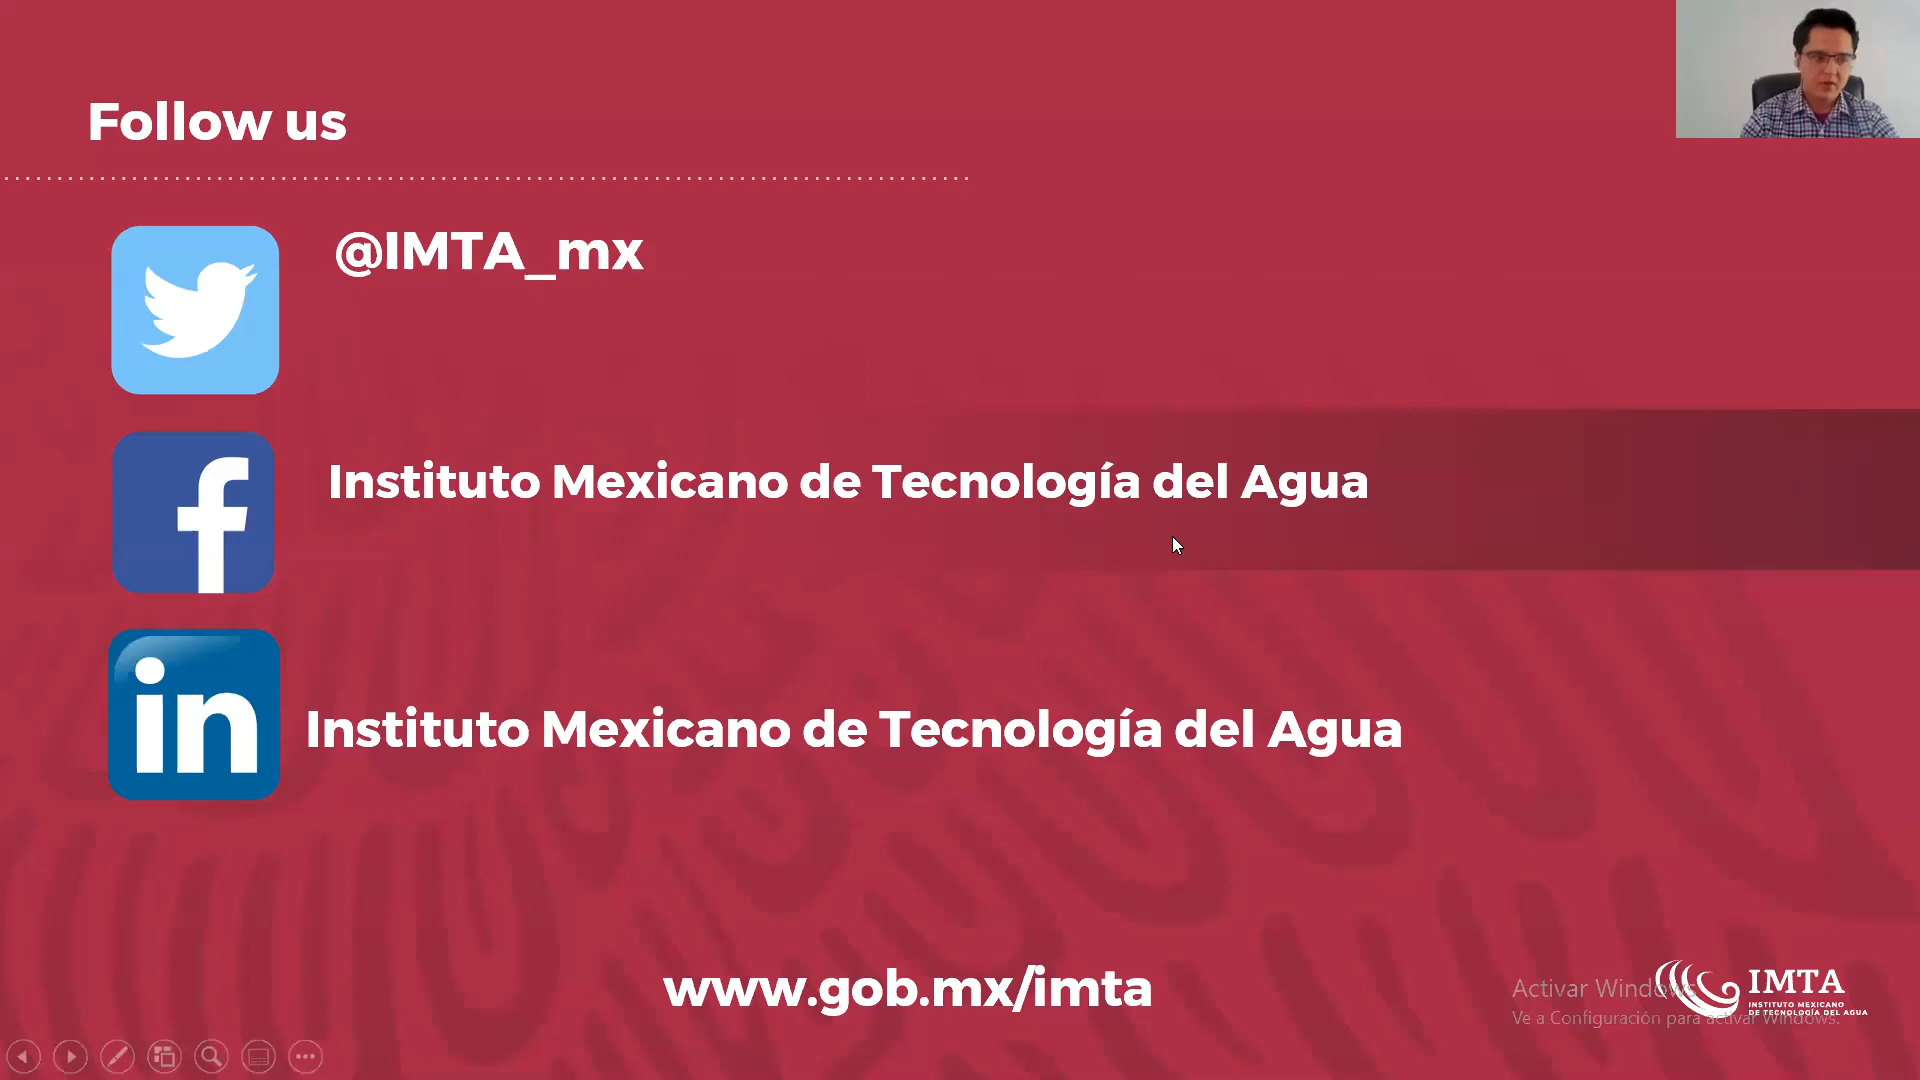 Follow us
@IMTA_mx
Instituto Mexicano de Tecnología del Agua
in
Instituto Mexicano de Tecnología del Agua
www.gob.mx/imta
Activar Windows
Ve a Configuración para activar Windows.
IMTA
INSTITUTO MEXICANO
DE TECNOLOGÍA DEL AGUA